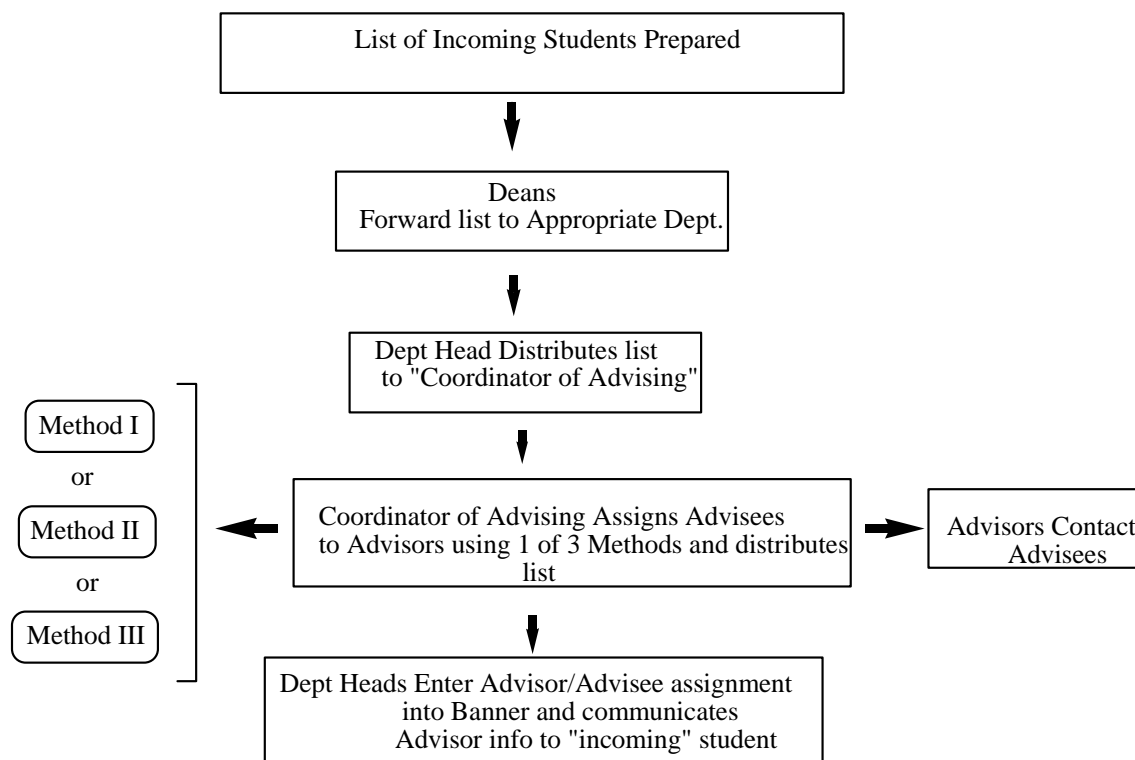 List of Incoming Students Prepared
Deans
Forward list to Appropriate Dept.
Dept Head Distributes list
to "Coordinator of Advising"
Method I
or
Method II
or
Method III
Coordinator of Advising Assigns Advisees
to Advisors using 1 of 3 Methods and distributes
list
Advisors Contact
Advisees
Dept Heads Enter Advisor/Advisee assignment
into Banner and communicates
Advisor info to "incoming" student